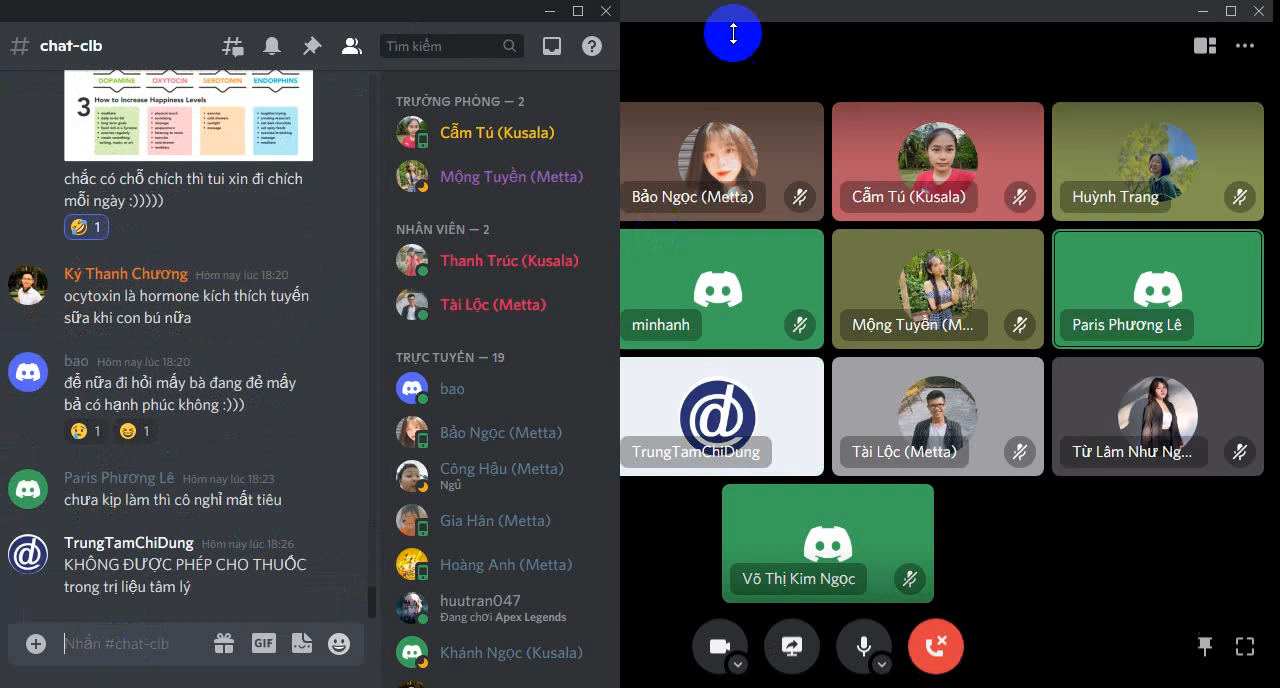 chat-clb
Tìm kiếm
DOPAMINE
OXYTOCIN
SEROTONIN
ENDORPHINS
3 How to Increase Happiness Levels
chắc có chỗ chích thì tui xin đi chích
mỗi ngày :)))))
🤣 1
Ký Thanh Chương Hôm nay lúc 18:20
ocytoxin là hormone kích thích tuyến
sữa khi con bú nữa
bao Hôm nay lúc 18:20
để nữa đi hỏi mấy bà đang đẻ mấy
bả có hạnh phúc không :)))
😢 1 😆 1
Paris Phương Lê Hôm nay lúc 18:23
chưa kịp làm thì cô nghỉ mất tiêu
TrungTamChiDung Hôm nay lúc 18:26
KHÔNG ĐƯỢC PHÉP CHO THUỐC
trong trị liệu tâm lý
Nhắn #chat-clb
GIF
TRƯỞNG PHÒNG — 2
Cẩm Tú (Kusala)
Mộng Tuyền (Metta)
NHÂN VIÊN — 2
Thanh Trúc (Kusala)
Tài Lộc (Metta)
TRỰC TUYẾN — 19
bao
Bảo Ngọc (Metta)
Công Hậu (Metta)
Ngủ
Gia Hân (Metta)
Hoàng Anh (Metta)
huutran047
Đang chơi Apex Legends
Khánh Ngọc (Kusala)
Bảo Ngọc (Metta)
Cẩm Tú (Kusala)
Huỳnh Trang
minhanh
Mộng Tuyền (M...
Paris Phương Lê
TrungTamChiDung
Tài Lộc (Metta)
Từ Lâm Như Ng...
Võ Thị Kim Ngọc